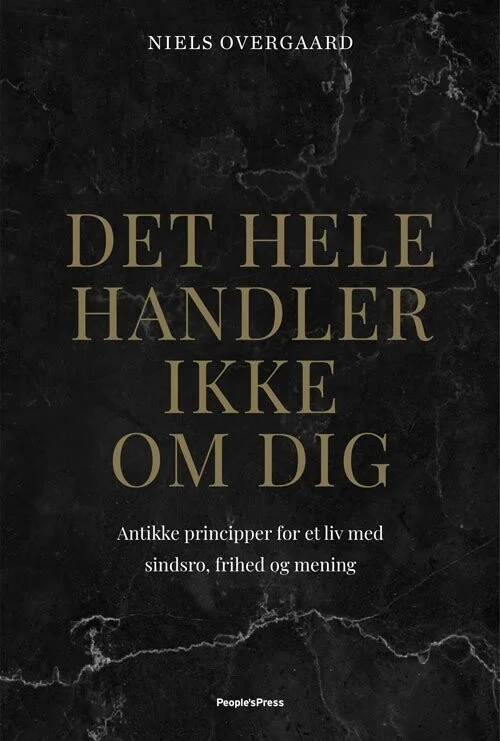 NIELS OVERGAARD
DET HELE
HANDLER
IKKE
OM DIG
Antikke principper for et liv med
sindsro, frihed og mening
People'sPress